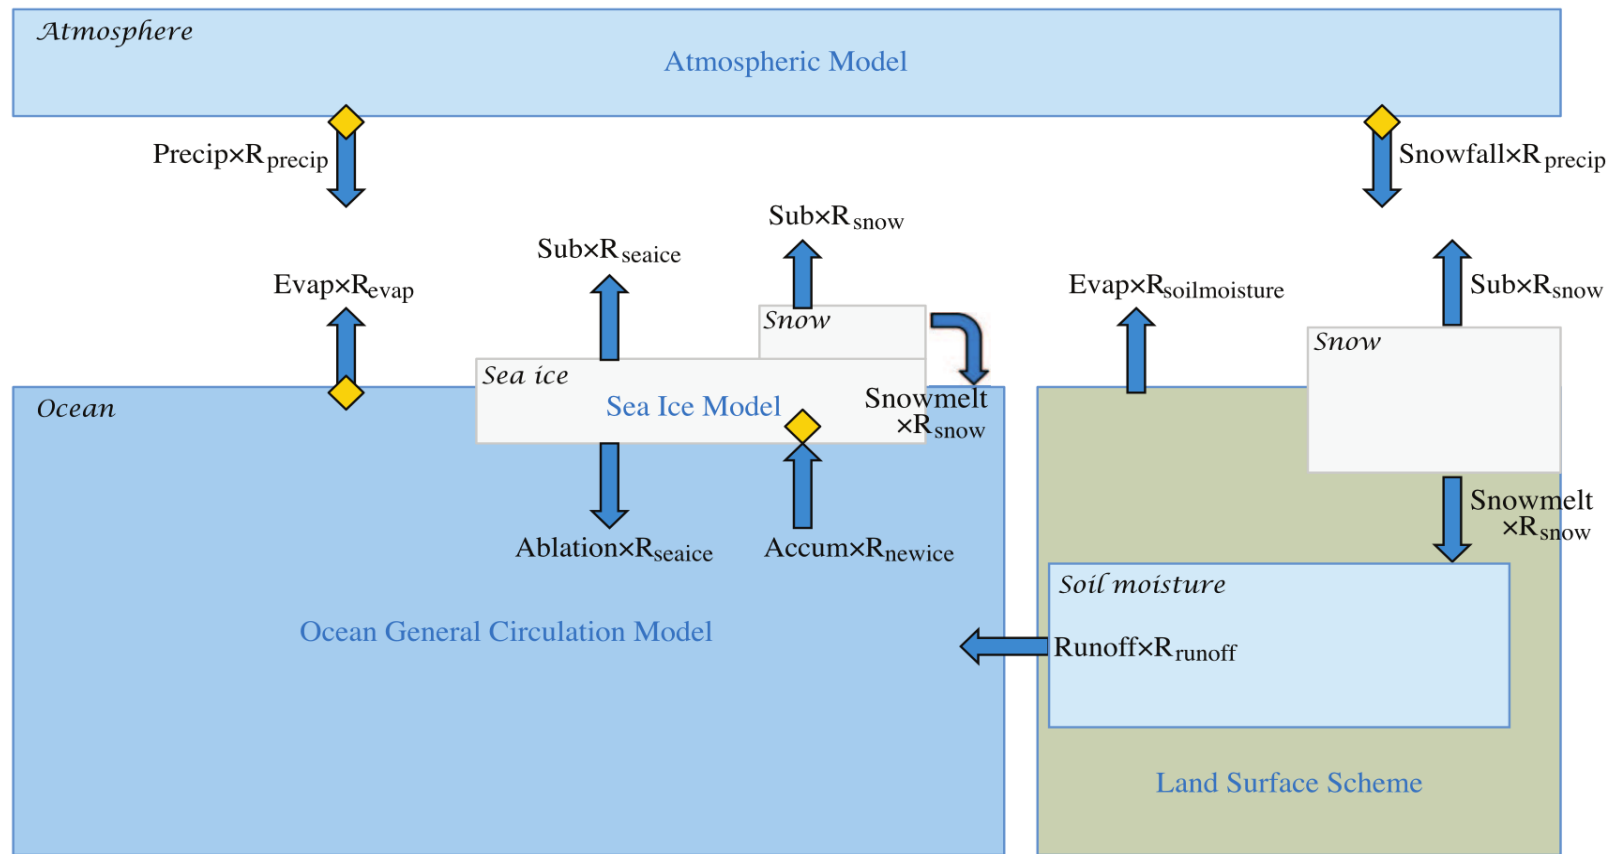 Atmosphere
Atmospheric Model
Precip×Rprecip
Snowfall×Rprecip
Sub×Rsnow
Sub×Rseaice
Evap×Revap
Evap×Rsoilmoisture
Sub×Rsnow
Snow
Snow
Sea ice
Sea Ice Model
Snowmelt
×Rsnow
Ocean
Snowmelt
×Rsnow
Ablation×Rseaice
Accum×Rnewice
Soil moisture
Ocean General Circulation Model
Runoff×Rrunoff
Land Surface Scheme